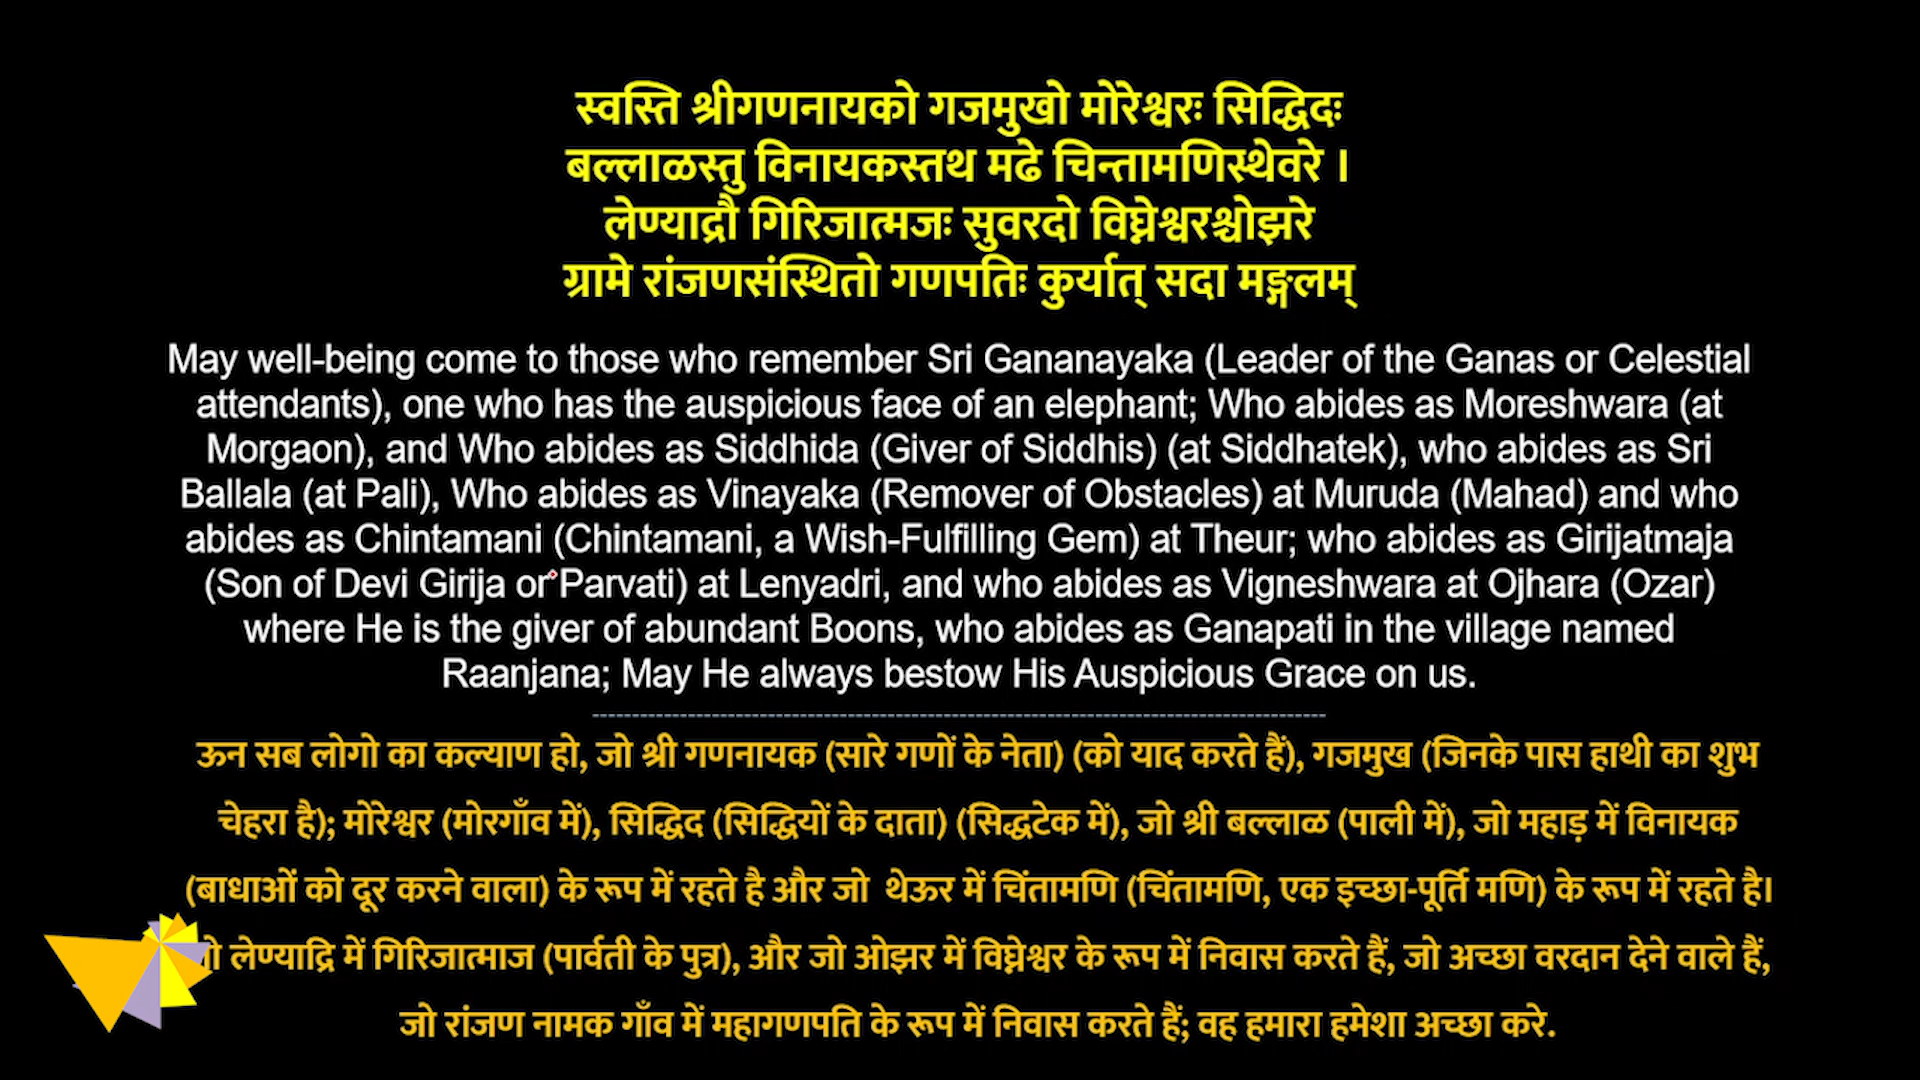 स्वस्ति श्रीगणनायको गजमुखो मोरेश्वरः सिद्धिदः
बल्लाळस्तु विनायकस्तथ मढे चिन्तामणिस्थेवरे ।
लेण्याद्रौ गिरिजात्मजः सुवरदो विघ्नेश्वरश्चोझरे
ग्रामे रांजणसंस्थितो गणपतिः कुर्यात् सदा मङ्गलम्
May well-being come to those who remember Sri Gananayaka (Leader of the Ganas or Celestial
attendants), one who has the auspicious face of an elephant; Who abides as Moreshwara (at
Morgaon), and Who abides as Siddhida (Giver of Siddhis) (at Siddhatek), who abides as Sri
Ballala (at Pali), Who abides as Vinayaka (Remover of Obstacles) at Muruda (Mahad) and who
abides as Chintamani (Chintamani, a Wish-Fulfilling Gem) at Theur; who abides as Girijatmaja
(Son of Devi Girija or Parvati) at Lenyadri, and who abides as Vigneshwara at Ojhara (Ozar)
where He is the giver of abundant Boons, who abides as Ganapati in the village named
Raanjana; May He always bestow His Auspicious Grace on us.
ऊन सब लोगो का कल्याण हो, जो श्री गणनायक (सारे गणों के नेता) (को याद करते हैं), गजमुख (जिनके पास हाथी का शुभ
चेहरा है); मोरेश्वर (मोरगाँव में), सिद्धिद (सिद्धियों के दाता) (सिद्धटेक में), जो श्री बल्लाळ (पाली में), जो महाड़ में विनायक
(बाधाओं को दूर करने वाला) के रूप में रहते है और जो थेऊर में चिंतामणि (चिंतामणि, एक इच्छा-पूर्ति मणि) के रूप में रहते है।
लेण्याद्रि में गिरिजात्माज (पार्वती के पुत्र), और जो ओझर में विघ्नेश्वर के रूप में निवास करते हैं, जो अच्छा वरदान देने वाले हैं,
जो रांजण नामक गाँव में महागणपति के रूप में निवास करते हैं; वह हमारा हमेशा अच्छा करे.